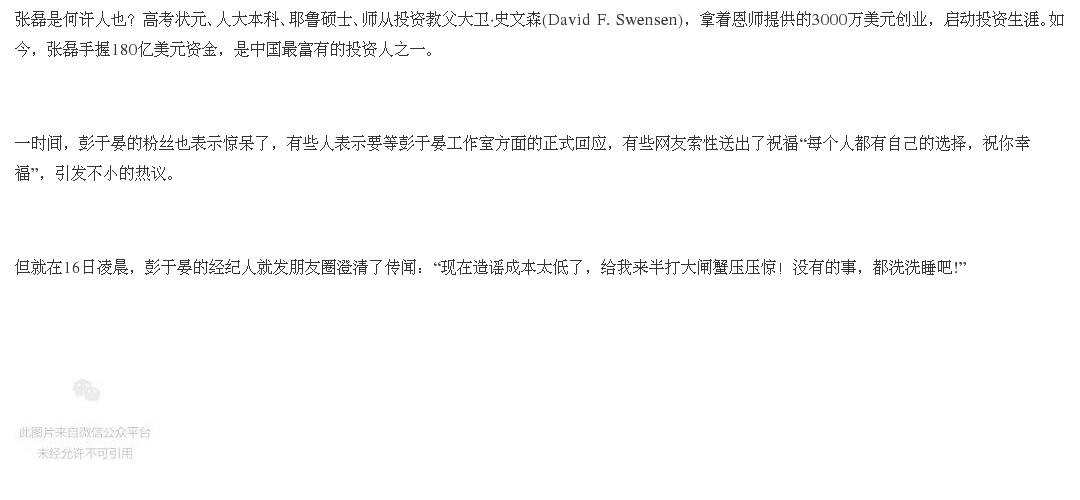 张磊是何许人也？高考状元、人大本科、耶鲁硕士、师从投资教父大卫·史文森(David F. Swensen)，拿着恩师提供的3000万美元创业，启动投资生涯。如
今，张磊手握180亿美元资金，是中国最富有的投资人之一。
一时间，彭于晏的粉丝也表示惊呆了，有些人表示要等彭于晏工作室方面的正式回应，有些网友索性送出了祝福“每个人都有自己的选择，祝你幸
福”，引发不小的热议。
但就在16日凌晨，彭于晏的经纪人就发朋友圈澄清了传闻：“现在造谣成本太低了，给我来半打大闸蟹压压惊！没有的事，都洗洗睡吧!”
此图片来自微信公众平台
未经允许不可引用